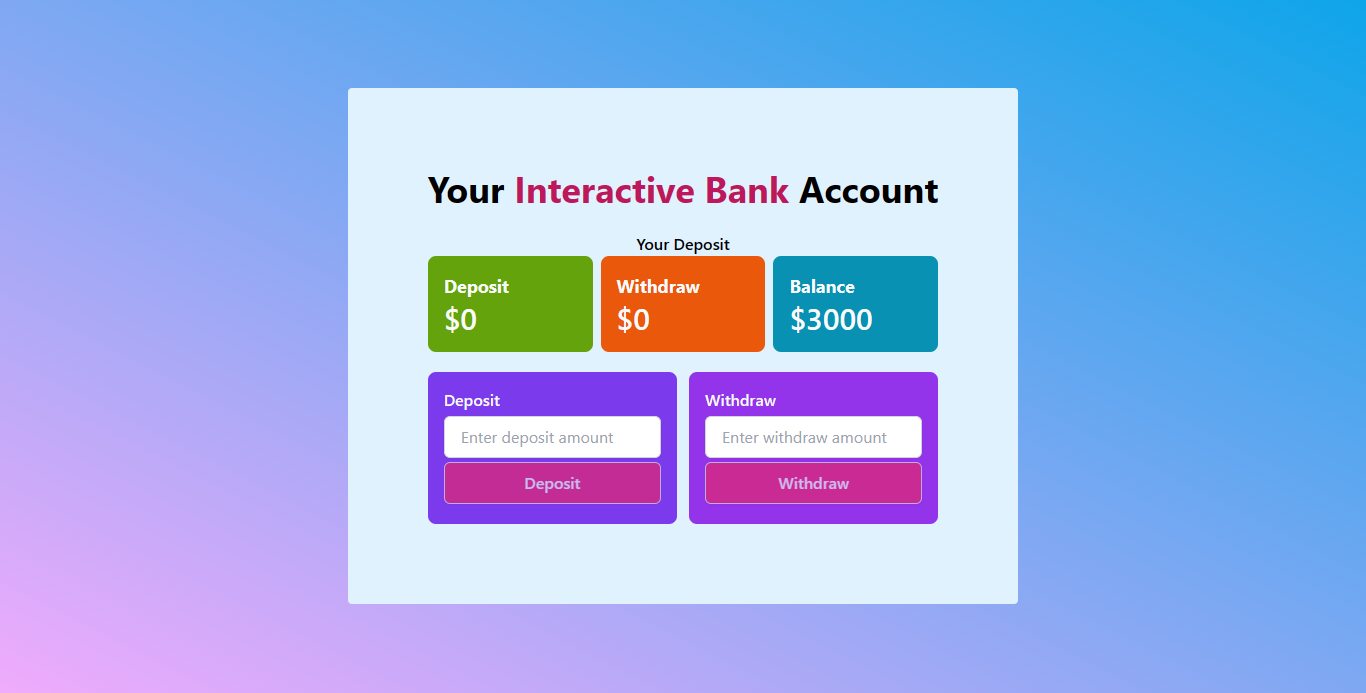 Your Interactive Bank Account
Your Deposit
Deposit
$0
Withdraw
$0
Balance
$3000
Deposit
Enter deposit amount
Deposit
Withdraw
Enter withdraw amount
Withdraw